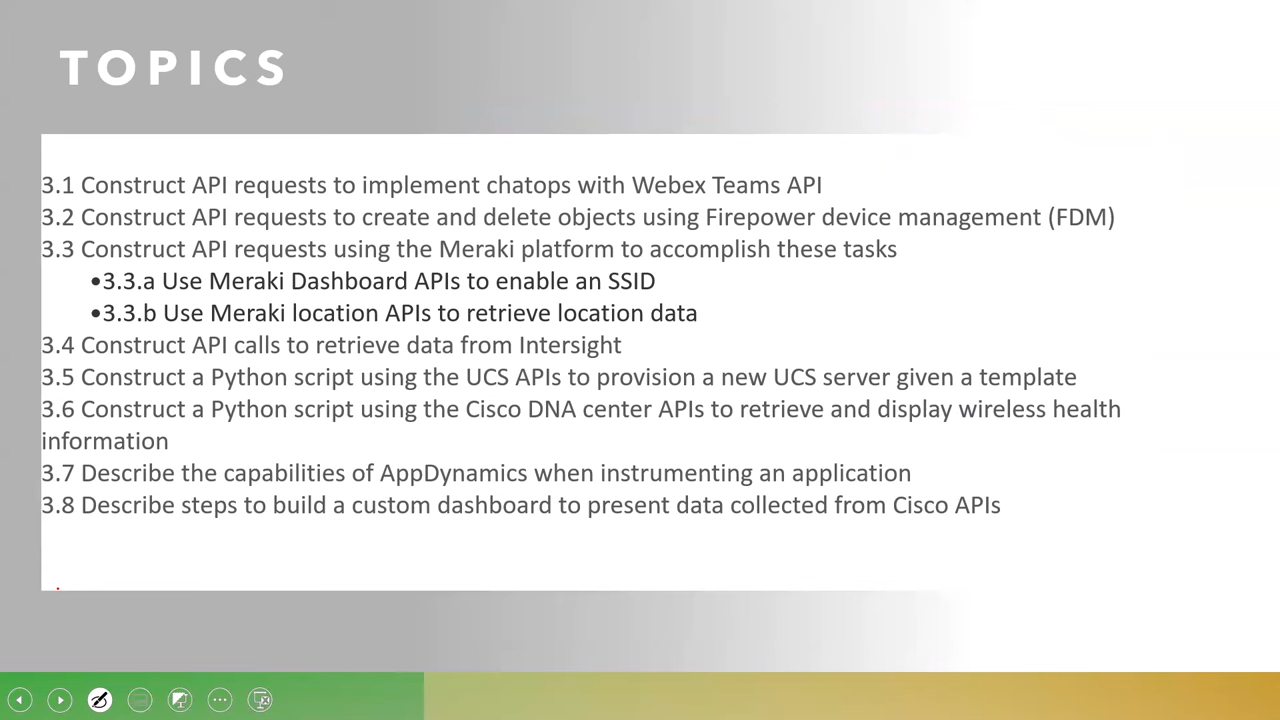 TOPICS
3.1 Construct API requests to implement chatops with Webex Teams API
3.2 Construct API requests to create and delete objects using Firepower device management (FDM)
3.3 Construct API requests using the Meraki platform to accomplish these tasks
•3.3.a Use Meraki Dashboard APIs to enable an SSID
•3.3.b Use Meraki location APIs to retrieve location data
3.4 Construct API calls to retrieve data from Intersight
3.5 Construct a Python script using the UCS APIs to provision a new UCS server given a template
3.6 Construct a Python script using the Cisco DNA center APIs to retrieve and display wireless health
information
3.7 Describe the capabilities of AppDynamics when instrumenting an application
3.8 Describe steps to build a custom dashboard to present data collected from Cisco APIs